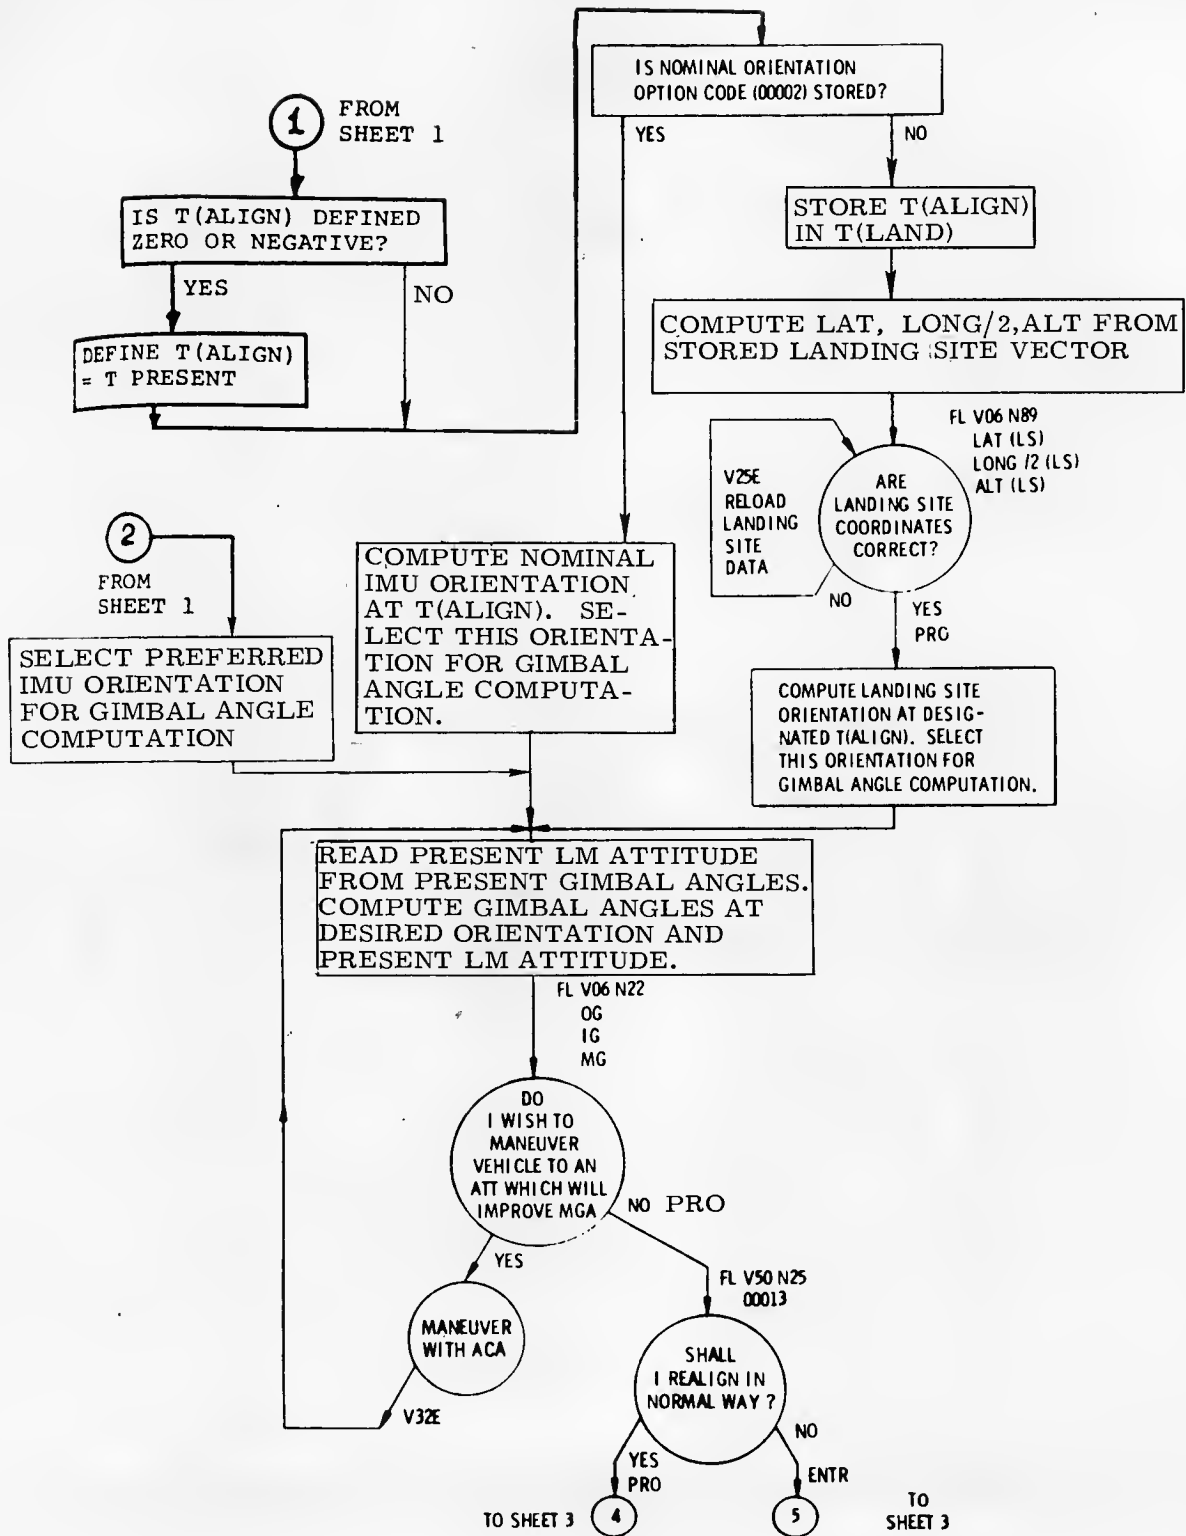 1
FROM
SHEET 1
IS T(ALIGN) DEFINED
ZERO OR NEGATIVE?
YES
NO
DEFINE T(ALIGN)
= T PRESENT
IS NOMINAL ORIENTATION
OPTION CODE (00002) STORED?
YES
NO
STORE T(ALIGN)
IN T(LAND)
COMPUTE LAT, LONG/2,ALT FROM
STORED LANDING SITE VECTOR
FL V06 N89
LAT (LS)
LONG /2 (LS)
ALT (LS)
ARE
LANDING SITE
COORDINATES
CORRECT?
V25E
RELOAD
LANDING
SITE
DATA
NO
YES
PRO
COMPUTE LANDING SITE
ORIENTATION AT DESIG-
NATED T(ALIGN). SELECT
THIS ORIENTATION FOR
GIMBAL ANGLE COMPUTATION.
2
FROM
SHEET 1
SELECT PREFERRED
IMU ORIENTATION
FOR GIMBAL ANGLE
COMPUTATION
COMPUTE NOMINAL
IMU ORIENTATION
AT T(ALIGN). SE-
LECT THIS ORIENTA-
TION FOR GIMBAL
ANGLE COMPUTA-
TION.
READ PRESENT LM ATTITUDE
FROM PRESENT GIMBAL ANGLES.
COMPUTE GIMBAL ANGLES AT
DESIRED ORIENTATION AND
PRESENT LM ATTITUDE.
FL V06 N22
OG
IG
MG
DO
I WISH TO
MANEUVER
VEHICLE TO AN
ATT WHICH WILL
IMPROVE MGA
NO PRO
YES
MANEUVER
WITH ACA
V32E
FL V50 N25
00013
SHALL
I REALIGN IN
NORMAL WAY ?
YES
PRO
NO
ENTR
TO SHEET 3
4
5
TO
SHEET 3